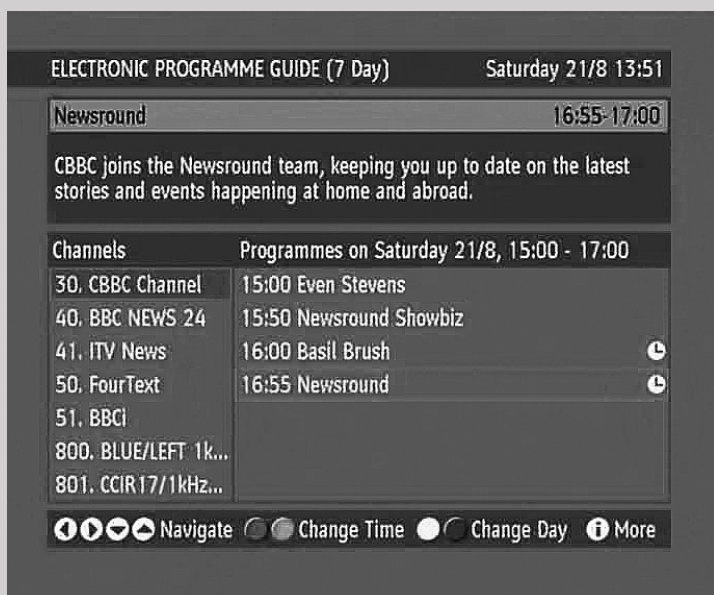 ELECTRONIC PROGRAMME GUIDE (7 Day) Saturday 21/8 13:51
Newsround 16:55-17:00
CBBC joins the Newsround team, keeping you up to date on the latest
stories and events happening at home and abroad.
Channels Programmes on Saturday 21/8, 15:00 - 17:00
30. CBBC Channel 15:00 Even Stevens
40. BBC NEWS 24 15:50 Newsround Showbiz
41. ITV News 16:00 Basil Brush
50. FourText 16:55 Newsround
51. BBCi
800. BLUE/LEFT 1k...
801. CCIR17/1kHz...
Navigate Change Time Change Day i More